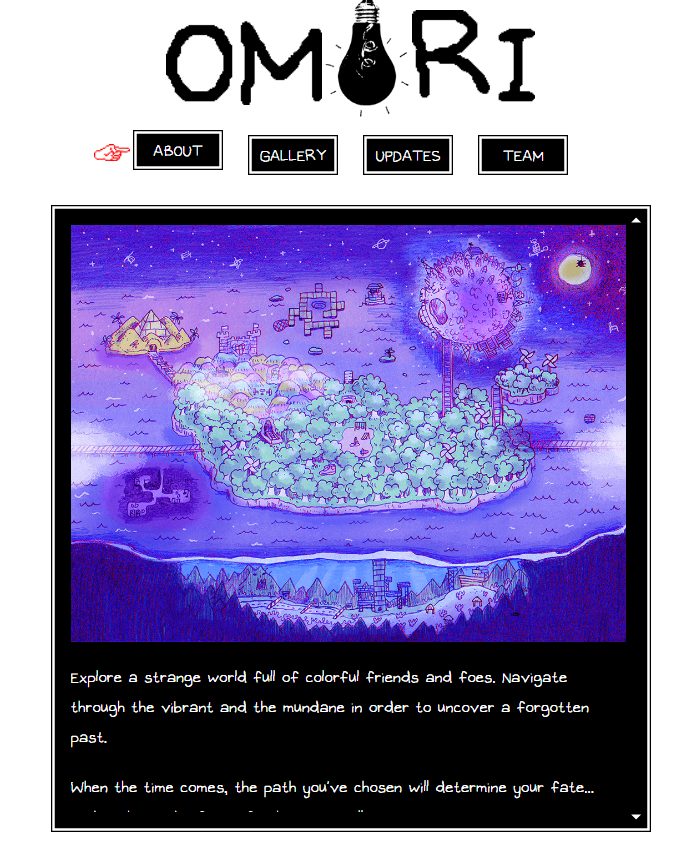 OMORI
ABOUT
GALLERY
UPDATES
TEAM
Explore a strange world full of colorful friends and foes. Navigate
through the vibrant and the mundane in order to uncover a forgotten
past.
When the time comes, the path you've chosen will determine your fate...